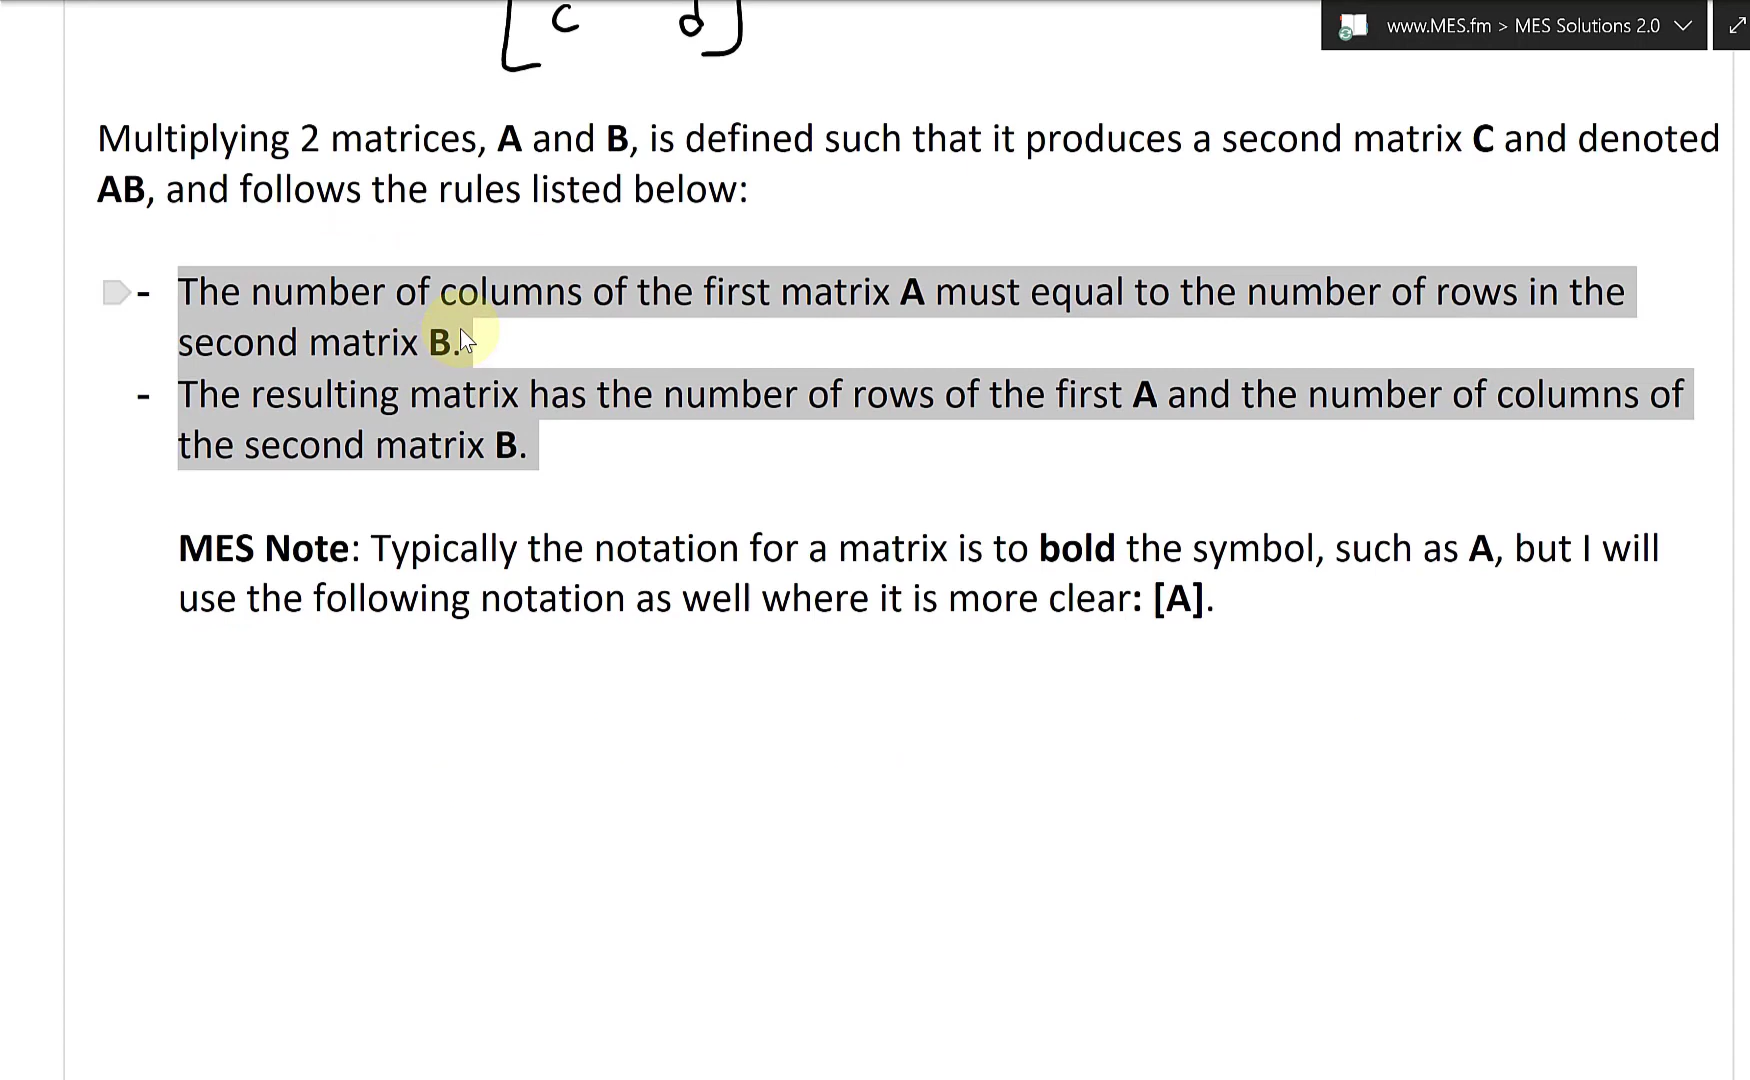 c d
www.MES.fm > MES Solutions 2.0
Multiplying 2 matrices, A and B, is defined such that it produces a second matrix C and denoted
AB, and follows the rules listed below:
- The number of columns of the first matrix A must equal to the number of rows in the
second matrix B.
- The resulting matrix has the number of rows of the first A and the number of columns of
the second matrix B.
MES Note: Typically the notation for a matrix is to bold the symbol, such as A, but I will
use the following notation as well where it is more clear: [A].